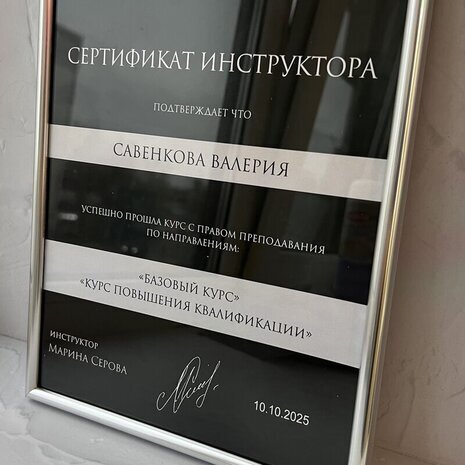 СЕРТИФИКАТ ИНСТРУКТОРА
ПОДТВЕРЖДАЕТ ЧТО
САВЕНКОВА ВАЛЕРИЯ
УСПЕШНО ПРОШЛА КУРС С ПРАВОМ ПРЕПОДАВАНИЯ
ПО НАПРАВЛЕНИЯМ:
«БАЗОВЫЙ КУРС»
«КУРС ПОВЫШЕНИЯ КВАЛИФИКАЦИИ»
ИНСТРУКТОР
МАРИНА СЕРОВА
10.10.2025